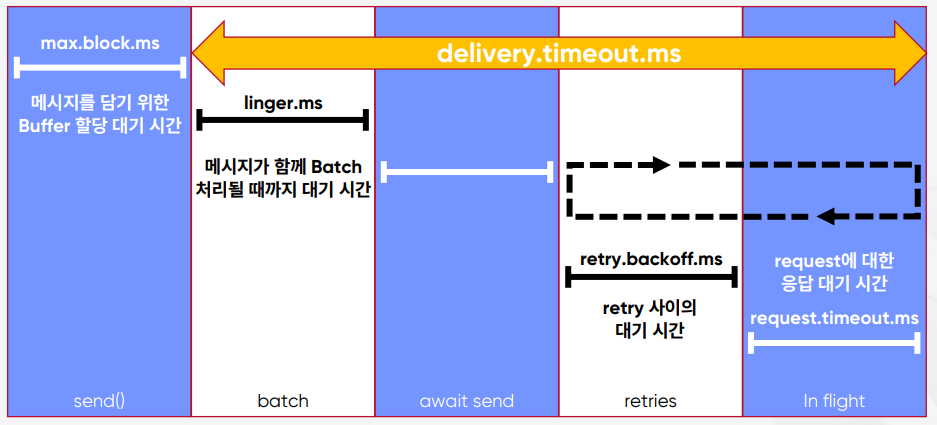 max.block.ms
delivery.timeout.ms
메시지를 담기 위한
Buffer 할당 대기 시간
linger.ms
메시지가 함께 Batch
처리될 때까지 대기 시간
retry.backoff.ms
retry 사이의
대기 시간
request에 대한
응답 대기 시간
request.timeout.ms
send()
batch
await send
retries
In flight